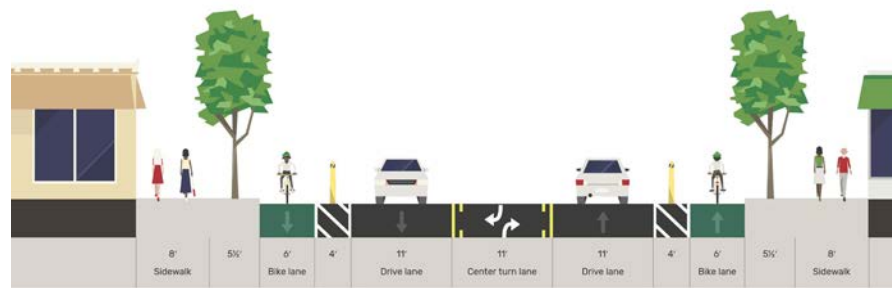 8'
Sidewalk
5½'
6'
Bike lane
4'
11'
Drive lane
11'
Center turn lane
11'
Drive lane
4'
6'
Bike lane
5½'
8'
Sidewalk